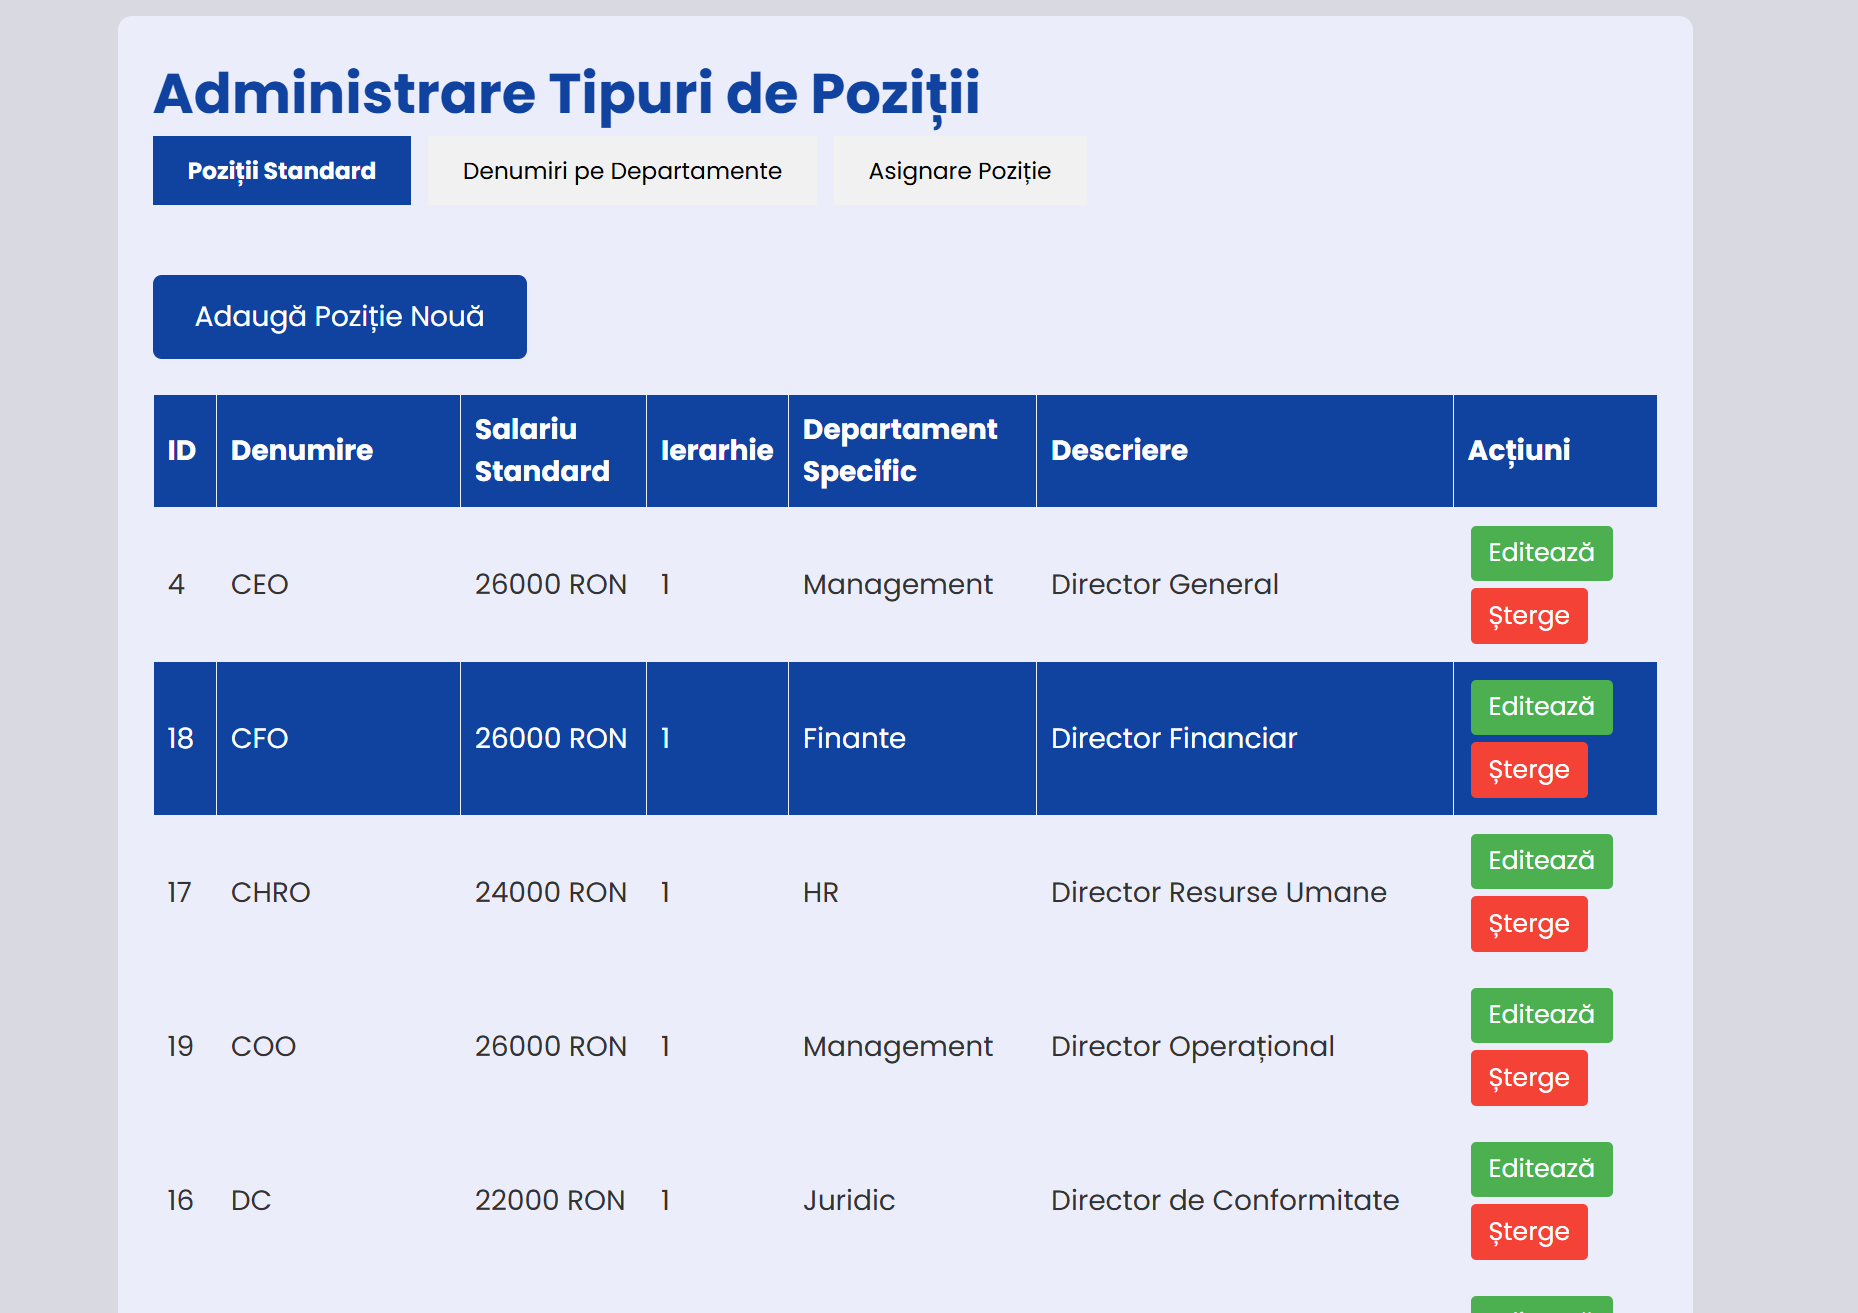 Administrare Tipuri de Poziții
Poziții Standard
Denumiri pe Departamente
Asignare Poziție
Adaugă Poziție Nouă
ID Denumire Salariu Standard Ierarhie Departament Specific Descriere Acțiuni
4 CEO 26000 RON 1 Management Director General Editează
Șterge
18 CFO 26000 RON 1 Finante Director Financiar Editează
Șterge
17 CHRO 24000 RON 1 HR Director Resurse Umane Editează
Șterge
19 COO 26000 RON 1 Management Director Operațional Editează
Șterge
16 DC 22000 RON 1 Juridic Director de Conformitate Editează
Șterge